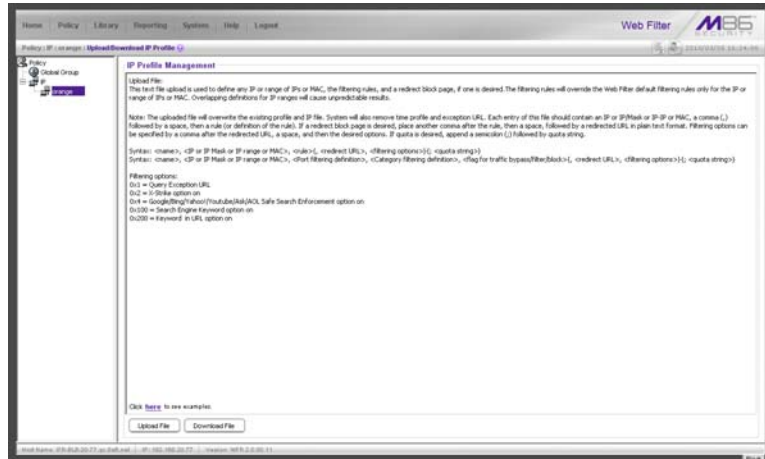 Home Policy Library Reporting System Help Logout
Web Filter
M86
SECURITY
Policy : IP : orange : Upload/Download IP Profile
Policy
Global Group
IP
orange
IP Profile Management
Upload File:
This text file upload is used to define any IP or range of IPs or MAC, the filtering rules, and a redirect block page, if one is desired.The filtering rules will override the Web Filter default filtering rules only for the IP or
range of IPs or MAC. Overlapping definitions for IP ranges will cause unpredictable results.
Note: The uploaded file will overwrite the existing profile and IP file. System will also remove time profile and exception URL. Each entry of this file should contain an IP or IP/Mask or IP-IP or MAC, a comma (,)
followed by a space, then a rule (or definition of the rule). If a redirect block page is desired, place another comma after the rule, then a space, followed by a redirected URL in plain text format. Filtering options can
be specified by a comma following the redirected URL, a space, and then the desired options. If quota is desired, append a semicolon (;) followed by quota string.
Syntax: <name>, <IP or IP Mask or IP range or MAC>, <rule>{, <redirect URL>, <filtering options>}{; <quota string>}
Syntax: <name>, <IP or IP Mask or IP range or MAC>, <Port filtering definition>, <Category filtering definition>, <flag for traffic bypass/filter/block>{, <redirect URL>, <filtering options>}{; <quota string>}
Filtering options:
0x1 = Query Exception URL
0x2 = X-Strike option on
0x4 = Google/Bing/Yahoo!/Youtube/Ask/AOL Safe Search Enforcement option on
0x100 = Search Engine Keyword option on
0x200 = Keyword in URL option on
Click here to see examples
Upload File Download File